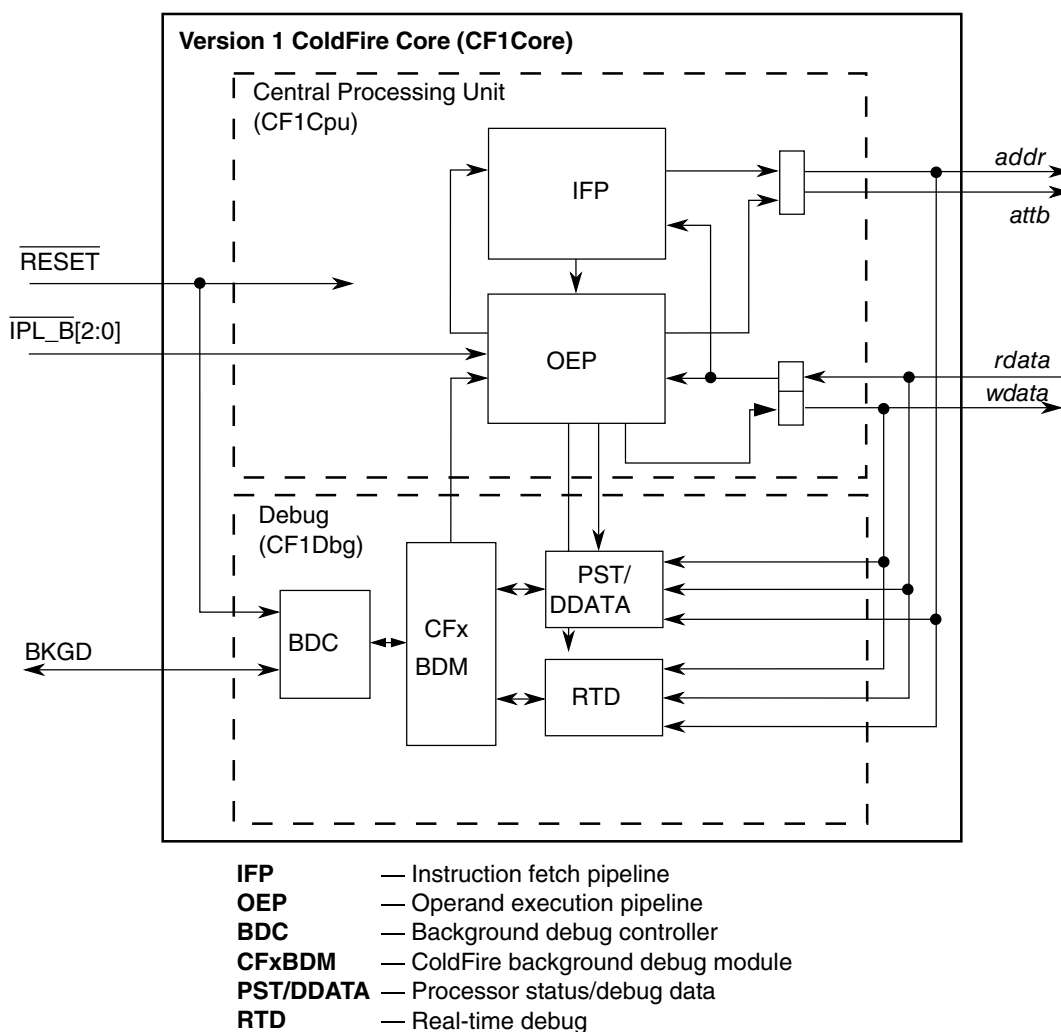 Version 1 ColdFire Core (CF1Core)
Central Processing Unit
(CF1Cpu)
IFP
addr
attb
RESET
IPL_B[2:0]
OEP
rdata
wdata
Debug
(CF1Dbg)
PST/
DDATA
BDC
CFx
BDM
BKGD
RTD
IFP — Instruction fetch pipeline
OEP — Operand execution pipeline
BDC — Background debug controller
CFxBDM — ColdFire background debug module
PST/DDATA — Processor status/debug data
RTD — Real-time debug